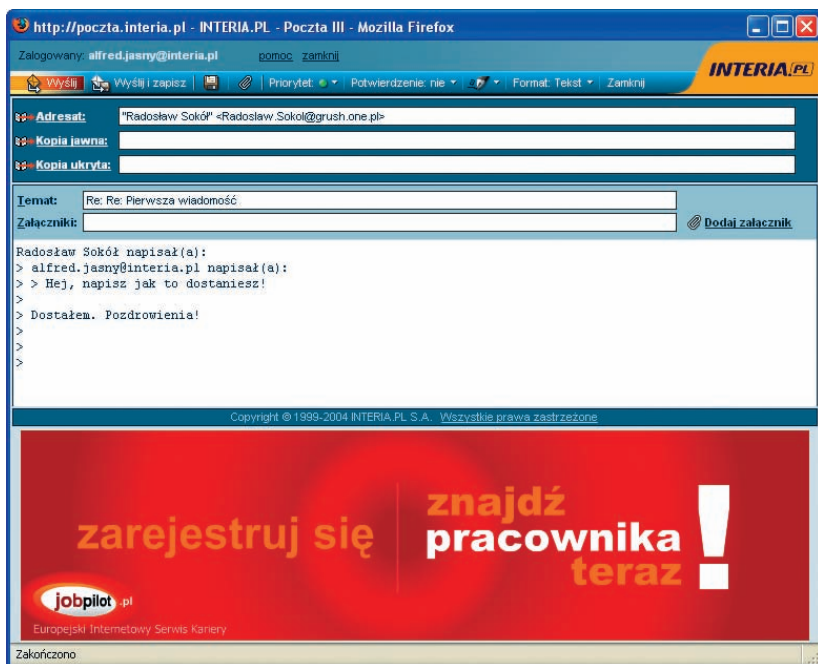 http://poczta.interia.pl - INTERIA.PL - Poczta III - Mozilla Firefox
Zalogowany: alfred.jasny@interia.pl pomoc zamknij
INTERIA.PL
Wyślij Wyślij i zapisz Priorytet: Potwierdzenie: nie Format: Tekst Zamknij
Adresat: "Radosław Sokół" <Radoslaw.Sokol@grush.one.pl>
Kopia jawna:
Kopia ukryta:
Temat: Re: Re: Pierwsza wiadomość
Załączniki: Dodaj załącznik
Radosław Sokół napisał(a):
> alfred.jasny@interia.pl napisał(a):
> > Hej, napisz jak to dostaniesz!
>
> Dostałem. Pozdrowienia!
>
>
>
Copyright © 1999-2004 INTERIA.PL S.A. Wszystkie prawa zastrzeżone
zarejestruj się
znajdź
pracownika
teraz
!
jobpilot .pl
Europejski Internetowy Serwis Kariery
Zakończono